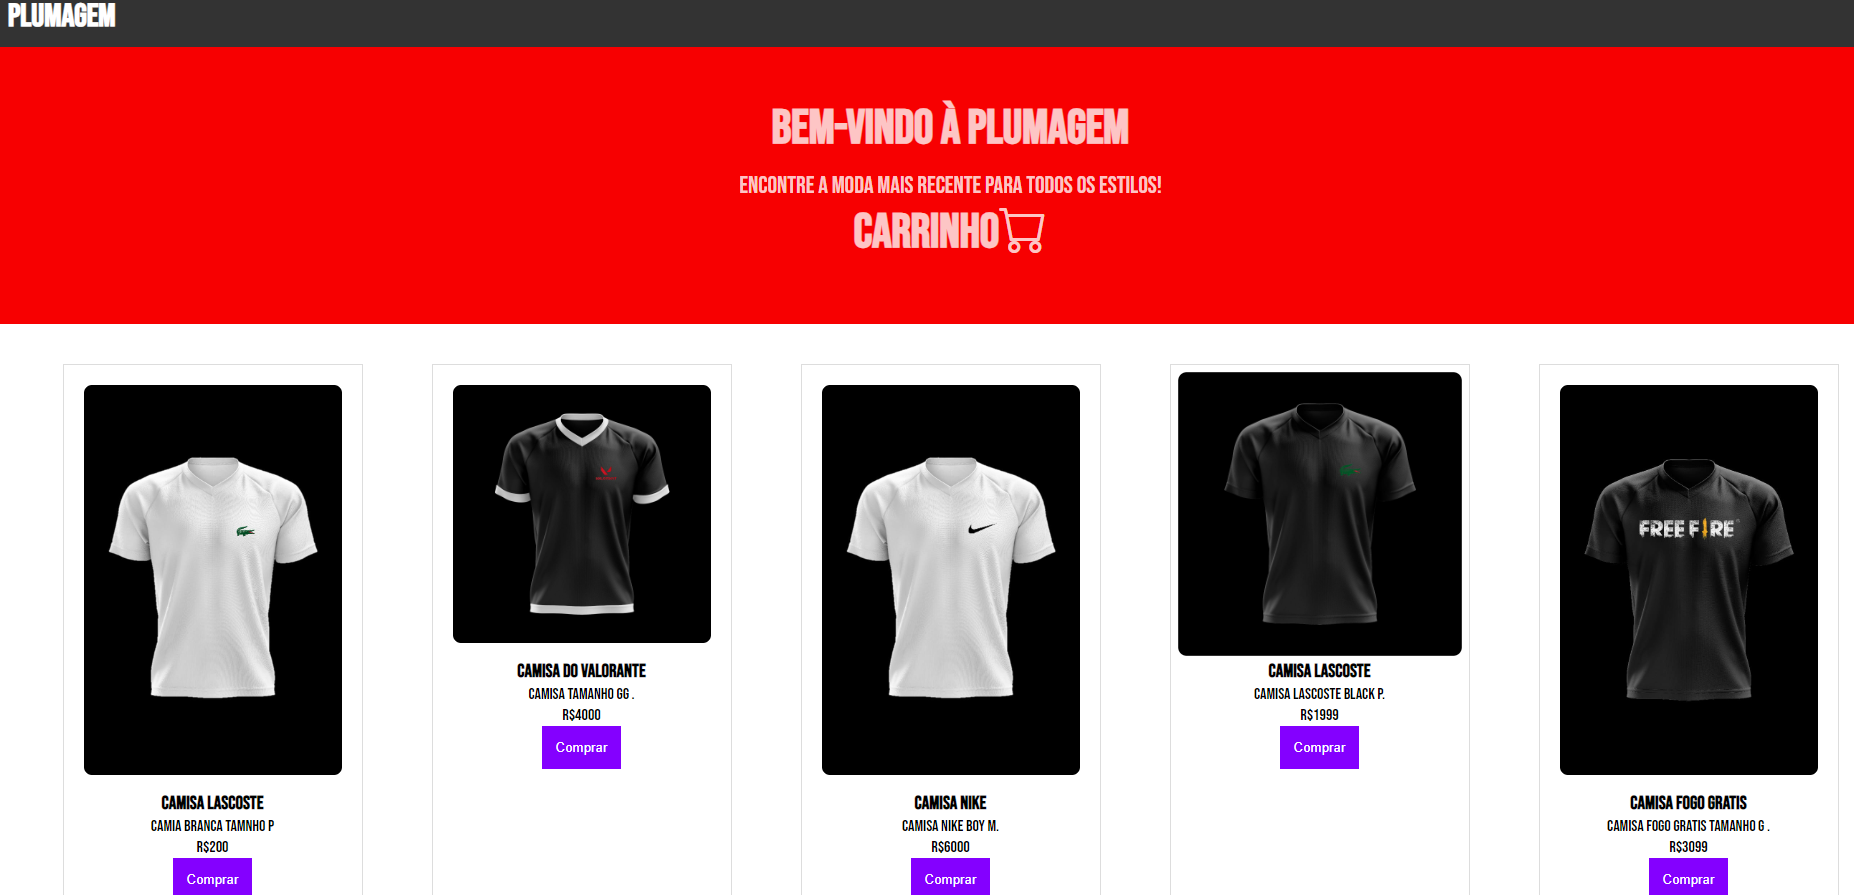 PLUMAGEM
BEM-VINDO À PLUMAGEM
ENCONTRE A MODA MAIS RECENTE PARA TODOS OS ESTILOS!
CARRINHO
FREE FIRE
CAMISA LASCOSTE
CAMIA BRANCA TAMNHO P
R$200
Comprar
CAMISA DO VALORANTE
CAMISA TAMANHO GG .
R$4000
Comprar
CAMISA NIKE
CAMISA NIKE BOY M.
R$6000
Comprar
CAMISA LASCOSTE
CAMISA LASCOSTE BLACK P.
R$1999
Comprar
CAMISA FOGO GRATIS
CAMISA FOGO GRATIS TAMANHO G .
R$3099
Comprar